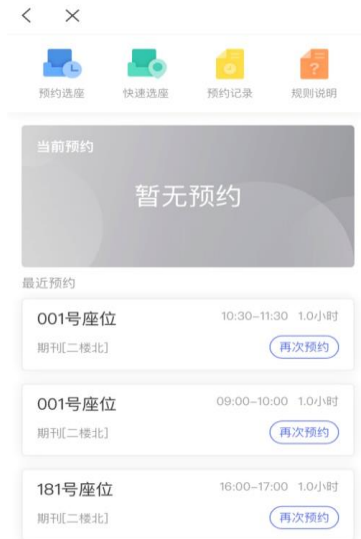 预约选座 快速选座 预约记录 规则说明
当前预约
暂无预约
最近预约
001号座位 10:30-11:30 1.0小时
期刊[二楼北] 再次预约
001号座位 09:00-10:00 1.0小时
期刊[二楼北] 再次预约
181号座位 16:00-17:00 1.0小时
期刊[二楼北] 再次预约